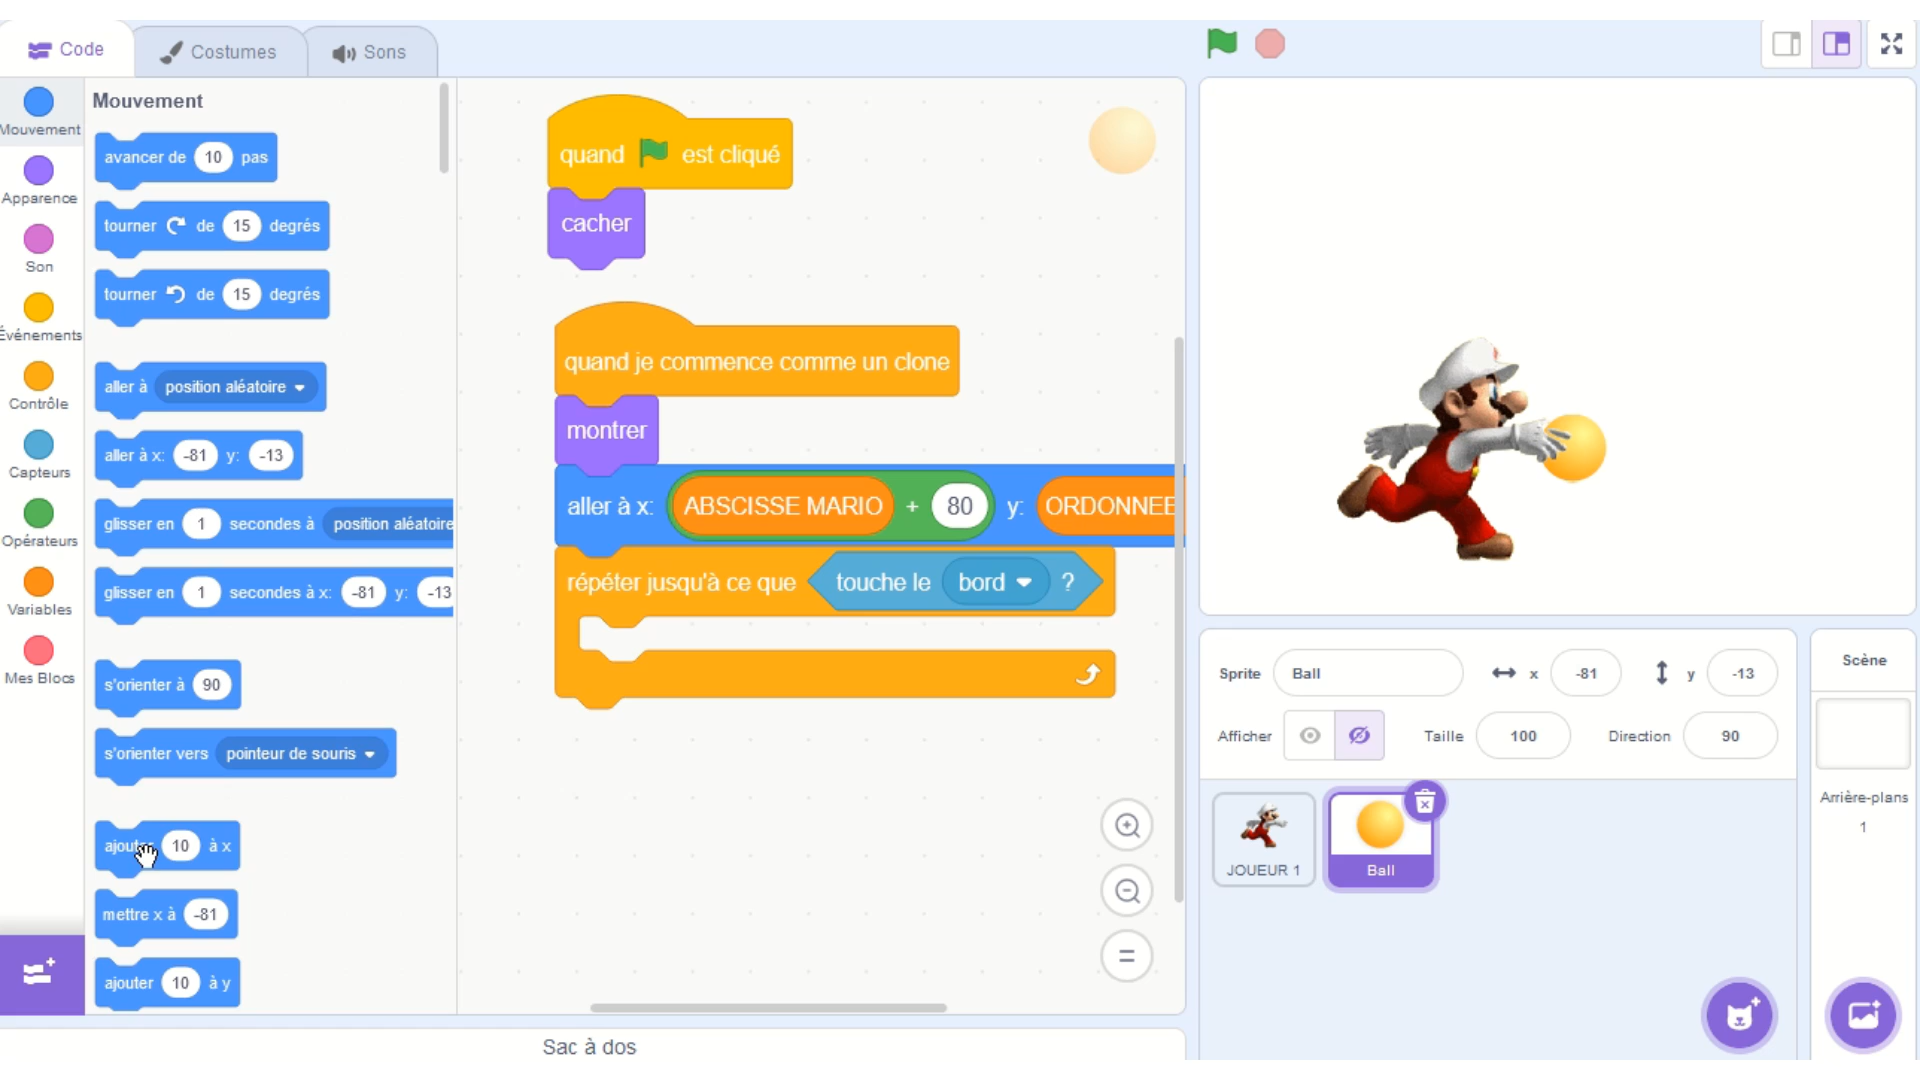 Code
Costumes
Sons
Mouvement
Apparence
Son
Événements
Contrôle
Capteurs
Opérateurs
Variables
Mes Blocs
Mouvement
avancer de 10 pas
tourner de 15 degrés
tourner de 15 degrés
aller à position aléatoire
aller à x: -81 y: -13
glisser en 1 secondes à position aléatoire
glisser en 1 secondes à x: -81 y: -13
s'orienter à 90
s'orienter vers pointeur de souris
ajouter 10 à x
mettre x à -81
ajouter 10 à y
quand est cliqué
cacher
quand je commence comme un clone
montrer
aller à x: ABSCISSE MARIO + 80 y: ORDONNEE
répéter jusqu'à ce que touche le bord ?
Sac à dos
Sprite Ball x -81 y -13
Afficher Taille 100 Direction 90
JOUEUR 1
Ball
Scène
Arrière-plans
1